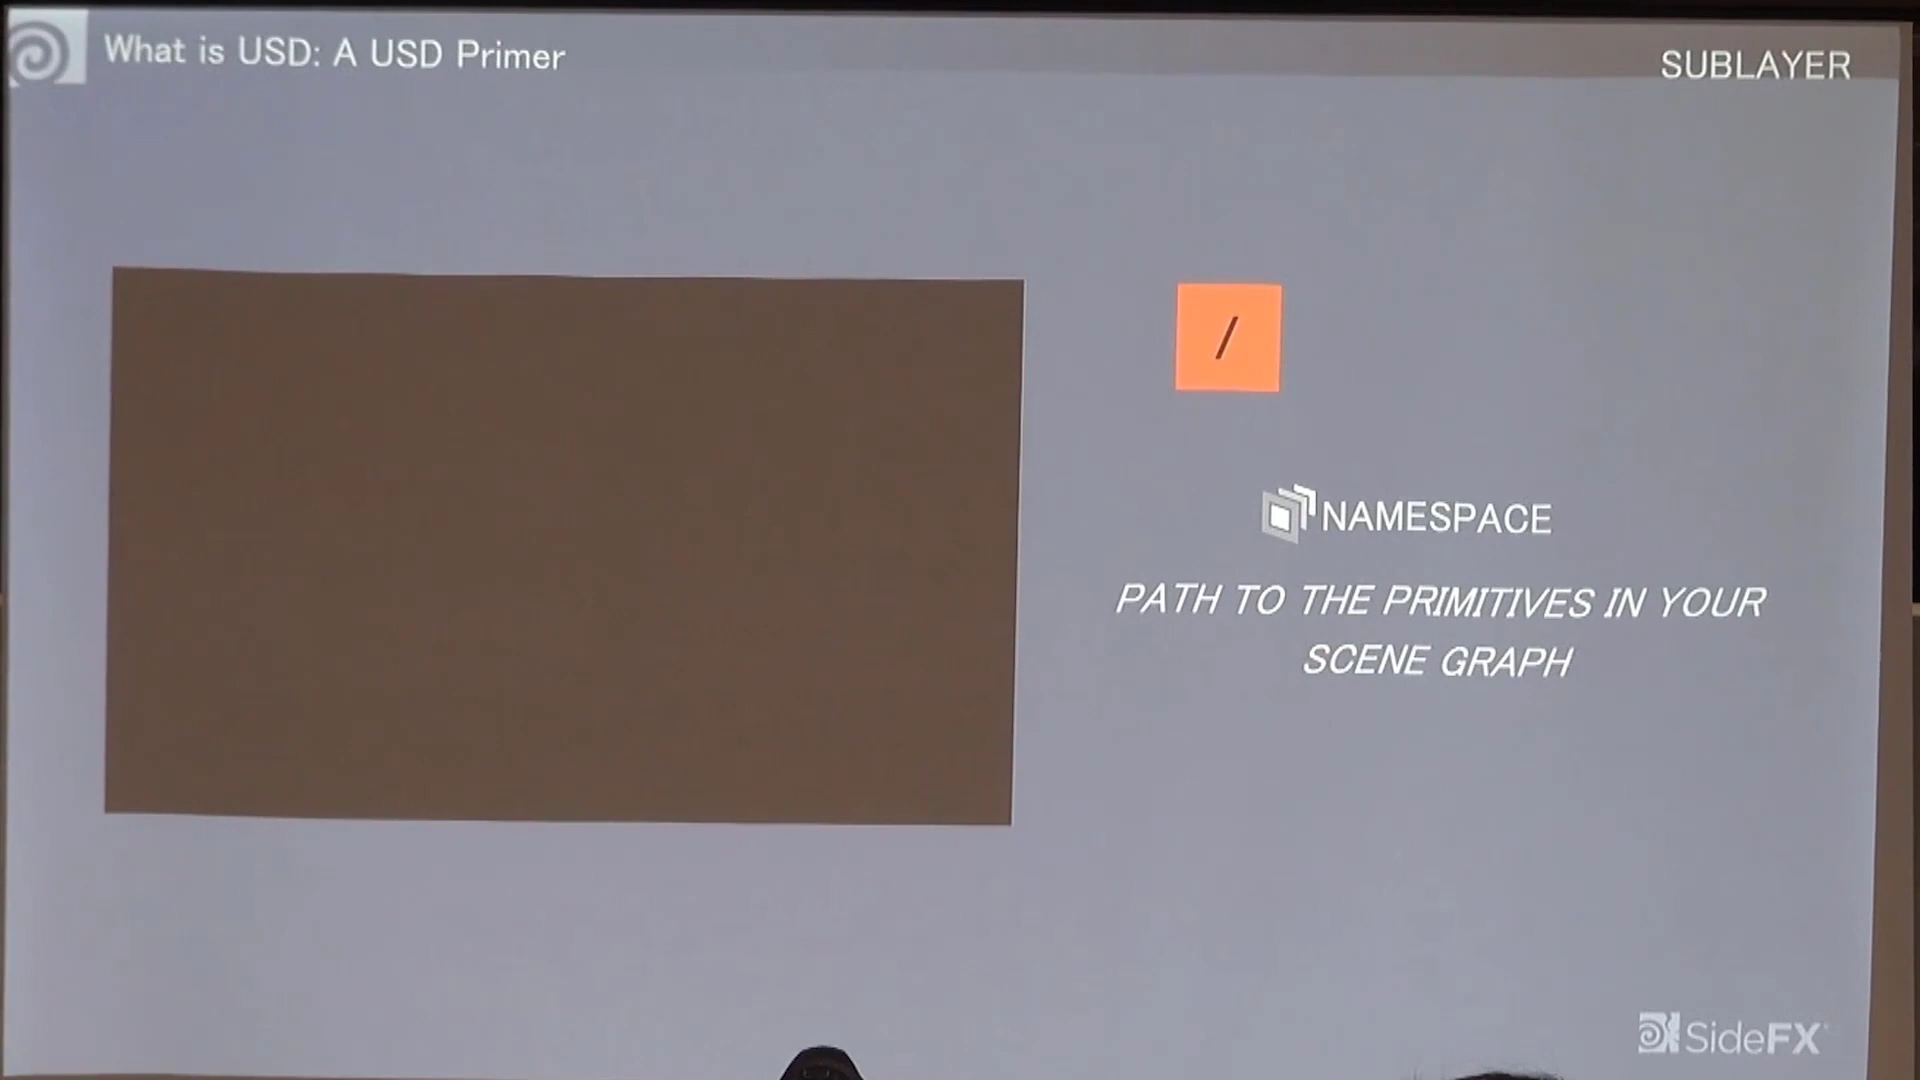 What is USD: A USD Primer
SUBLAYER
/
NAMESPACE
PATH TO THE PRIMITIVES IN YOUR
SCENE GRAPH
SideFX